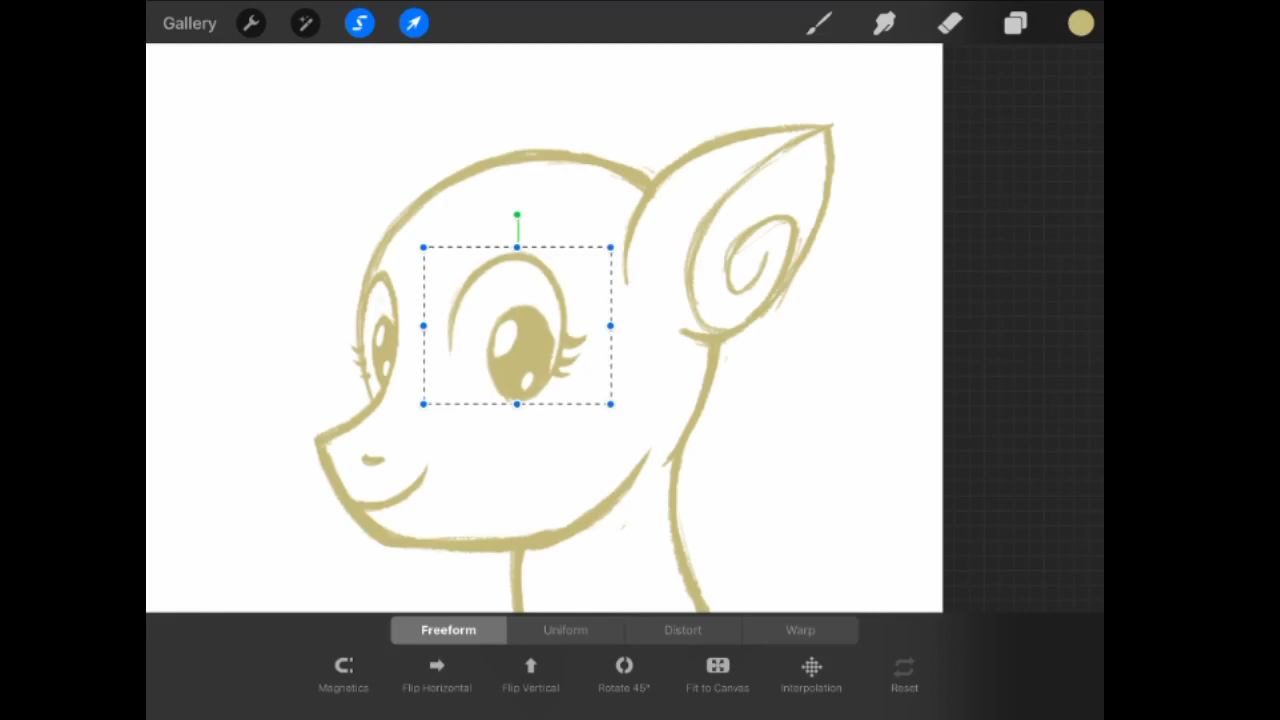 Gallery
Freeform Uniform Distort Warp
Magnetics Flip Horizontal Flip Vertical Rotate 45° Fit to Canvas Interpolation Reset